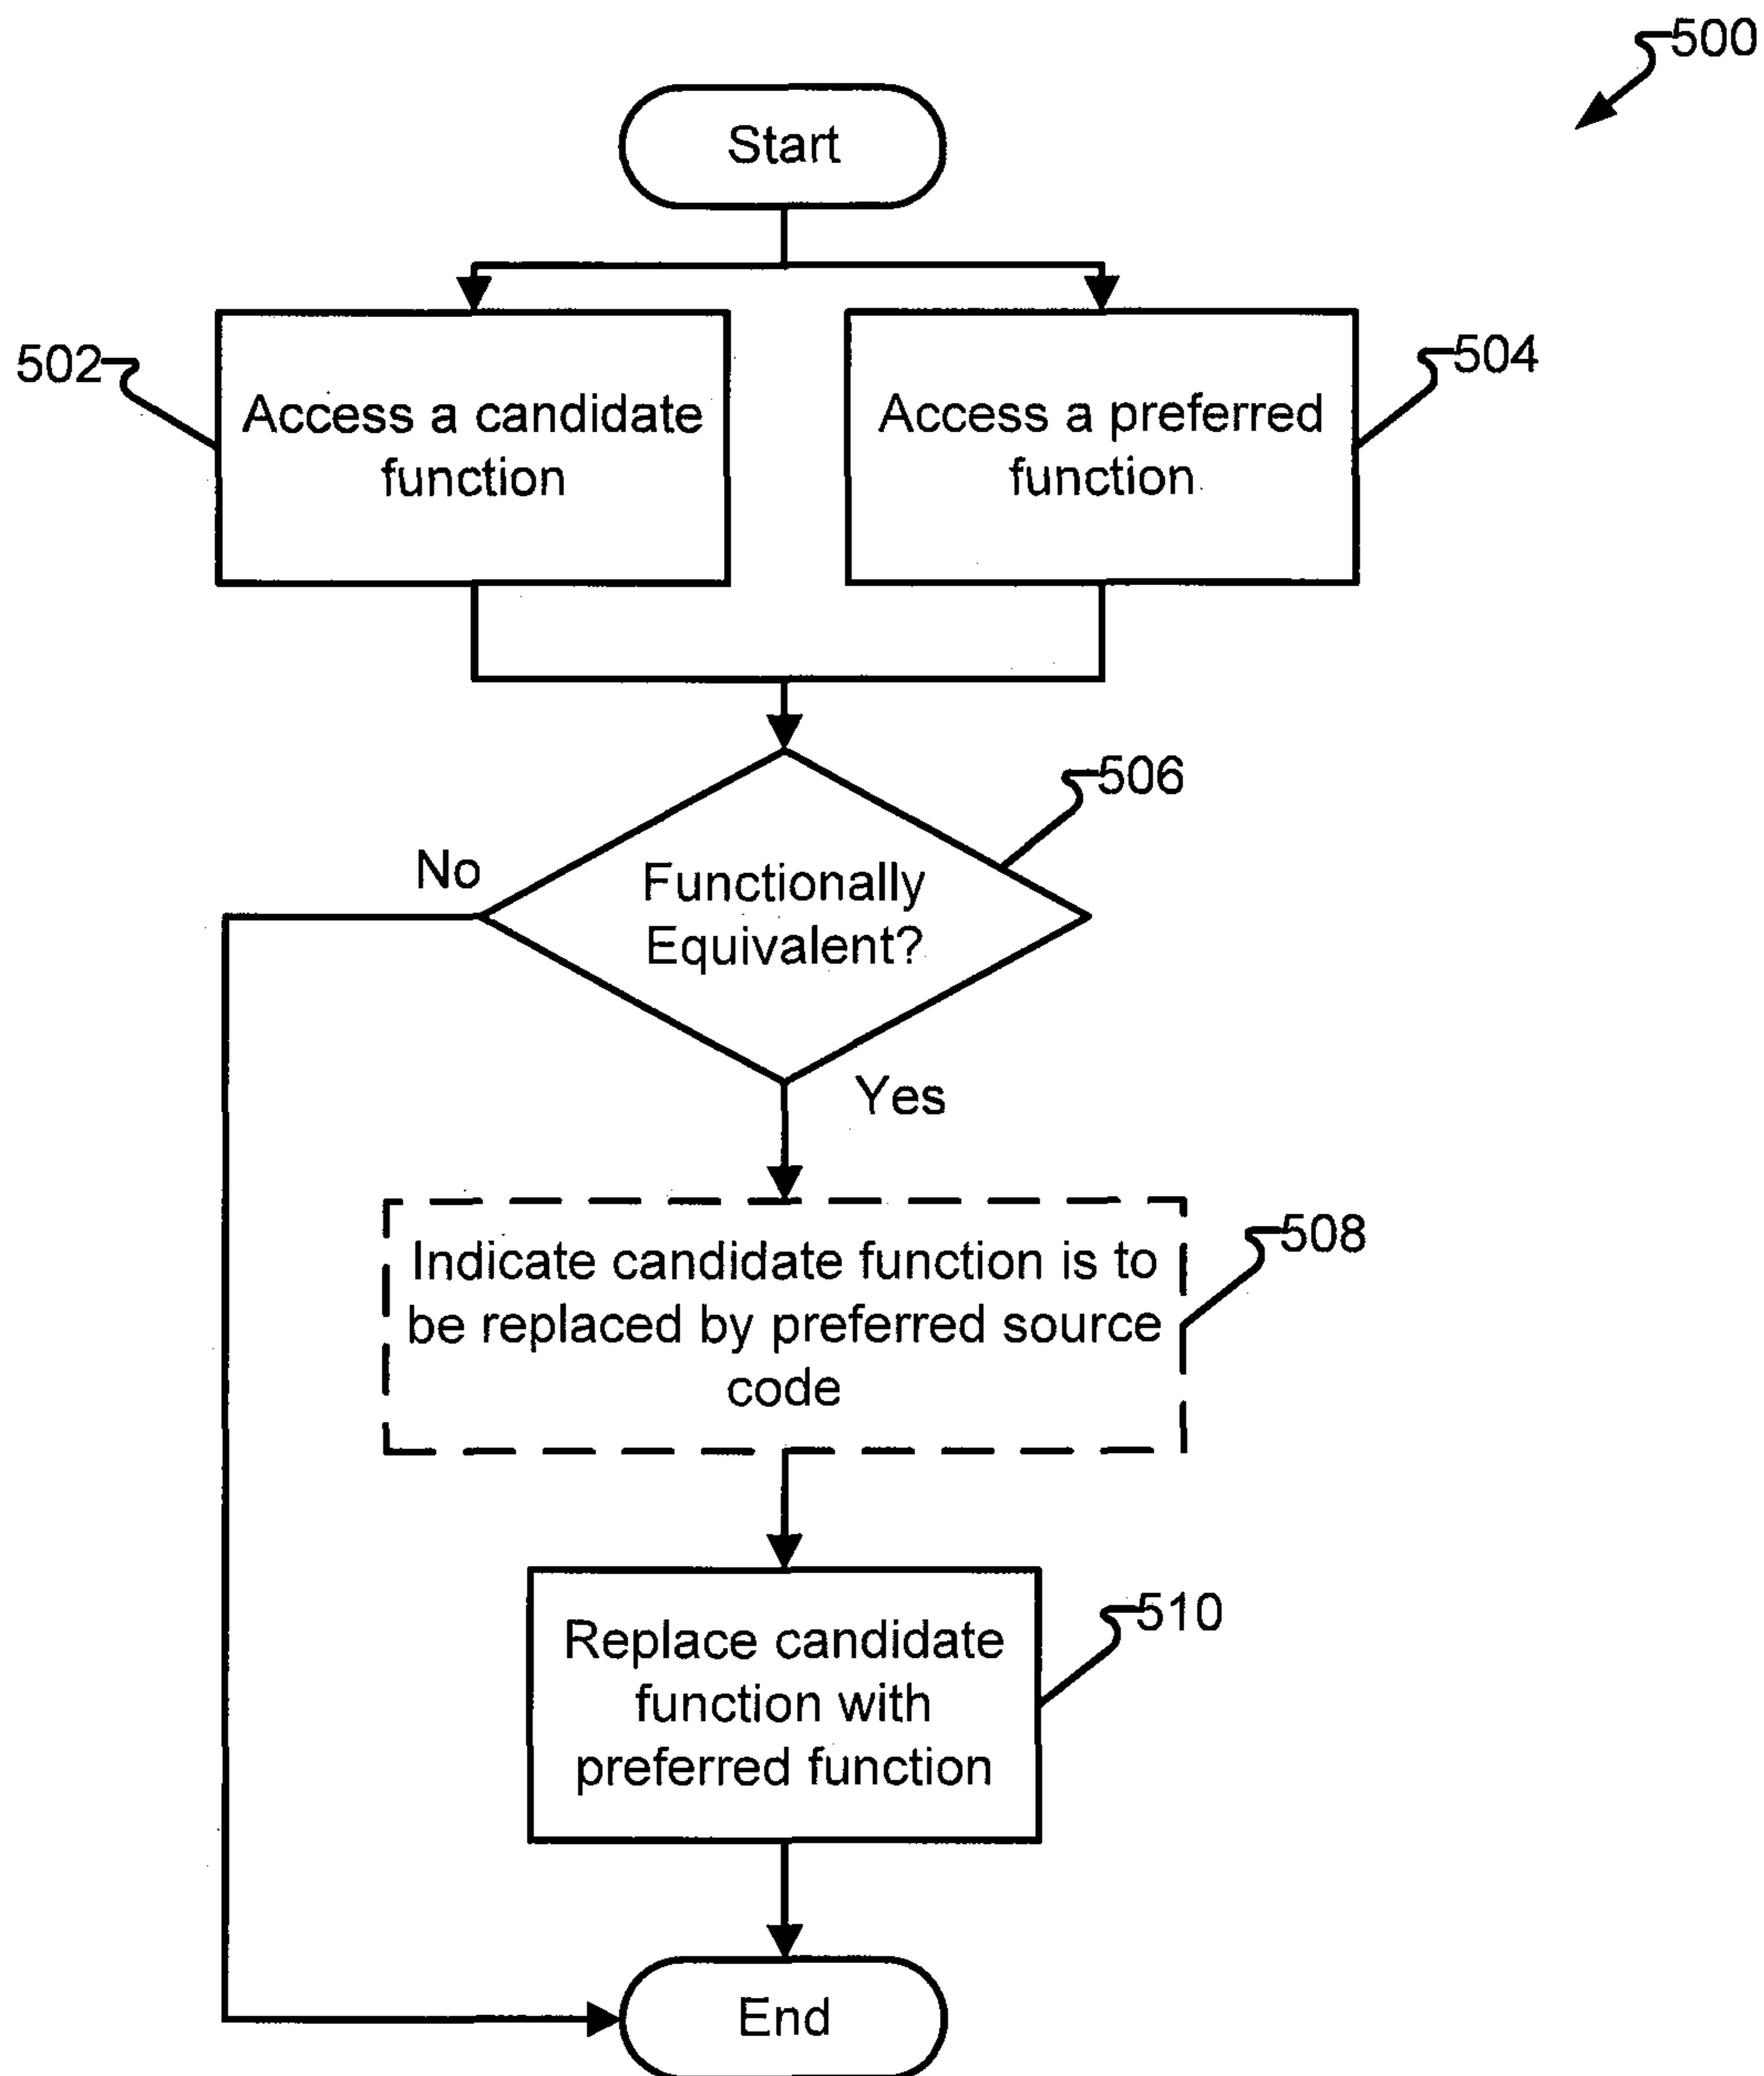 500
Start
502
Access a candidate
function
504
Access a preferred
function
506
No
Functionally
Equivalent?
Yes
508
Indicate candidate function is to
be replaced by preferred source
code
510
Replace candidate
function with
preferred function
End